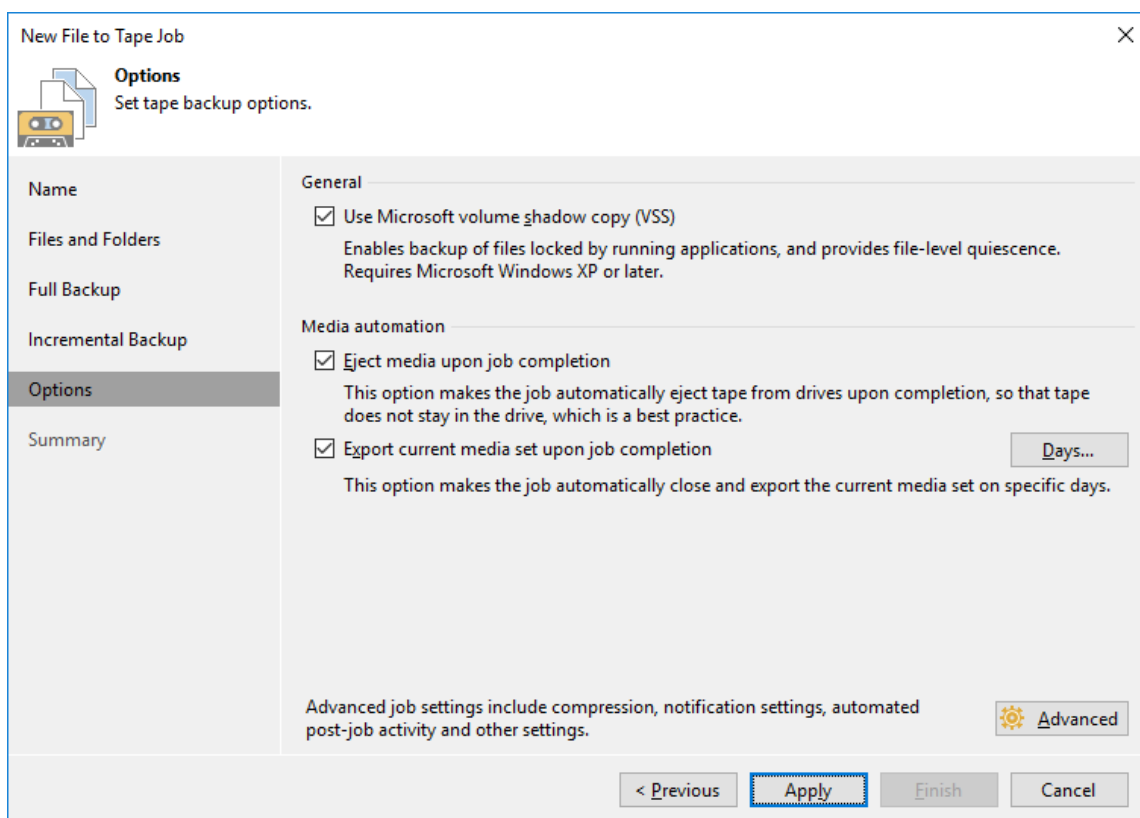 New File to Tape Job
Options
Set tape backup options.
Name
Files and Folders
Full Backup
Incremental Backup
Options
Summary
General
Use Microsoft volume shadow copy (VSS)
Enables backup of files locked by running applications, and provides file-level quiescence.
Requires Microsoft Windows XP or later.
Media automation
Eject media upon job completion
This option makes the job automatically eject tape from drives upon completion, so that tape
does not stay in the drive, which is a best practice.
Export current media set upon job completion
Days...
This option makes the job automatically close and export the current media set on specific days.
Advanced job settings include compression, notification settings, automated
post-job activity and other settings.
Advanced
< Previous
Apply
Finish
Cancel